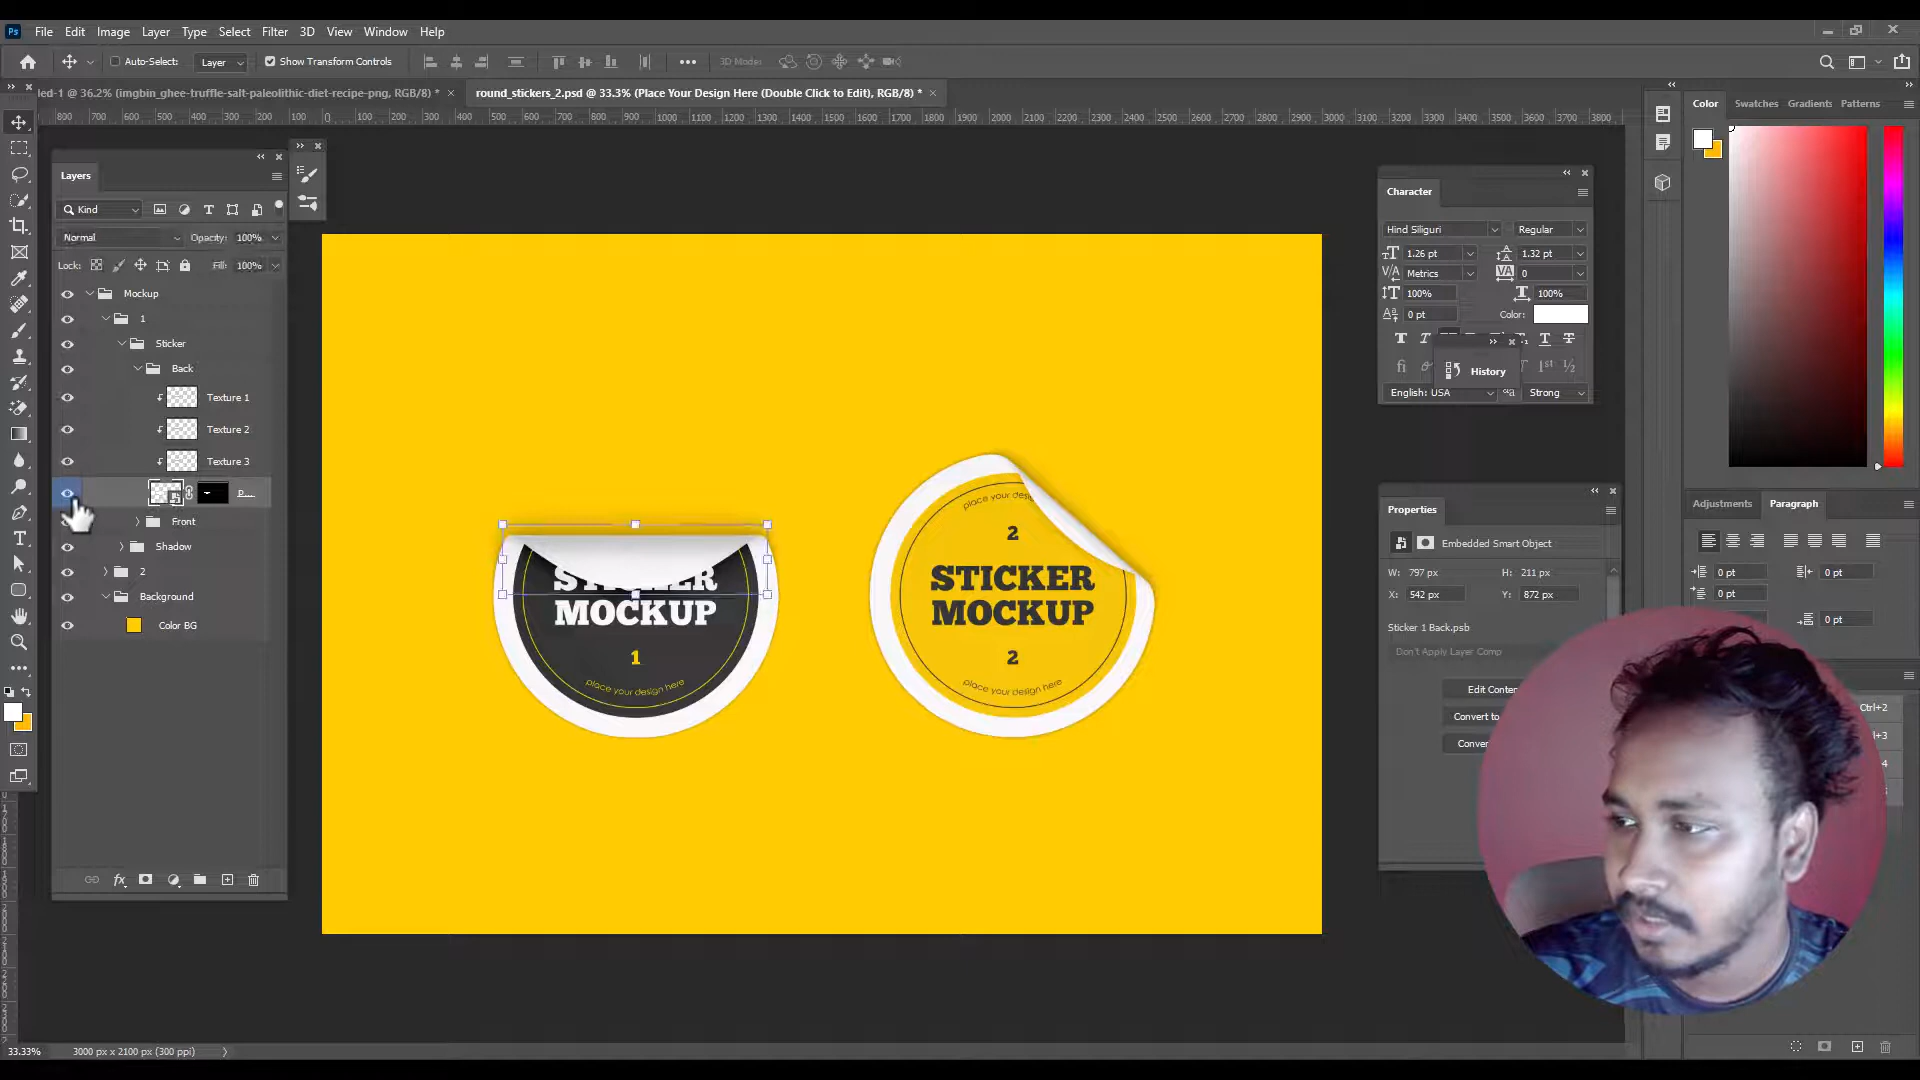 Ps File Edit Image Layer Type Select Filter 3D View Window Help
Auto-Select: Layer Show Transform Controls 3D Mode:
led-1 @ 36.2% (imgbin_ghee-truffle-salt-paleolithic-diet-recipe-png, RGB/8) *
round_stickers_2.psd @ 33.3% (Place Your Design Here (Double Click to Edit), RGB/8) *
800 700 600 500 400 300 200 100 0 100 200 300 400 500 600 700 800 900 1000 1100 1200 1300 1400 1500 1600 1700 1800 1900 2000 2100 2200 2300 2400 2500 2600 2700 2800 2900 3000 3100 3200 3300 3400 3500 3600 3700 3800
Layers
Kind
Normal Opacity: 100%
Lock: Fill: 100%
Mockup
1
Sticker
Back
Texture 1
Texture 2
Texture 3
P...
Front
Shadow
2
Background
Color BG
STICKER
MOCKUP
1
place your design here
place your desig
2
STICKER
MOCKUP
2
place your design here
Character
Hind Siliguri Regular
1.26 pt 1.32 pt
Metrics 0
100% 100%
0 pt Color:
History
English: USA Strong
Properties
Embedded Smart Object
W: 797 px H: 211 px
X: 542 px Y: 872 px
Sticker 1 Back.psb
Don't Apply Layer Comp
Edit Conten
Convert to
Conver
Color Swatches Gradients Patterns
Adjustments Paragraph
0 pt 0 pt
0 pt
0 pt
Ctrl+2
+3
4
33.33% 3000 px x 2100 px (300 ppi)